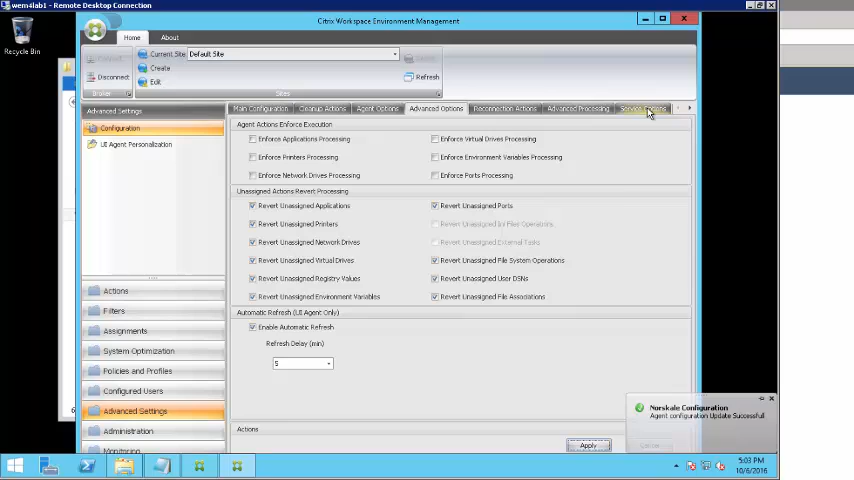 wem4lab1 - Remote Desktop Connection
Recycle Bin
Citrix Workspace Environment Management
Home
About
Current Site
Default Site
Create
Disconnect
Edit
Refresh
Broker
Sites
Advanced Settings
Main Configuration
Cleanup Actions
Agent Options
Advanced Options
Reconnection Actions
Advanced Processing
Service Options
Configuration
UI Agent Personalization
Agent Actions Enforce Execution
Enforce Applications Processing
Enforce Virtual Drives Processing
Enforce Printers Processing
Enforce Environment Variables Processing
Enforce Network Drives Processing
Enforce Ports Processing
Unassigned Actions Revert Processing
Revert Unassigned Applications
Revert Unassigned Ports
Revert Unassigned Printers
Revert Unassigned Ini Files Operations
Revert Unassigned Network Drives
Revert Unassigned External Tasks
Revert Unassigned Virtual Drives
Revert Unassigned File System Operations
Revert Unassigned Registry Values
Revert Unassigned User DSNs
Revert Unassigned Environment Variables
Revert Unassigned File Associations
Automatic Refresh (UI Agent Only)
Enable Automatic Refresh
Refresh Delay (min)
5
Actions
Filters
Assignments
System Optimization
Policies and Profiles
Configured Users
Advanced Settings
Administration
Monitoring
Actions
Apply
Norskale Configuration
Agent configuration Update Successful!
5:03 PM
10/6/2016